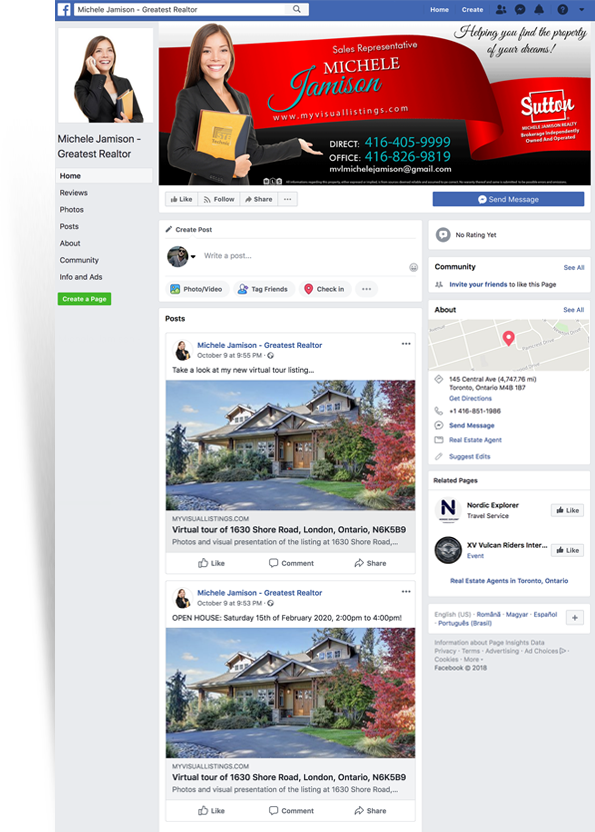 Michele Jamison - Greatest Realtor
Home
Create
Michele Jamison -
Greatest Realtor
Home
Reviews
Photos
Posts
About
Community
Info and Ads
Create a Page
Helping you find the property
of your dreams!
Sales Representative
MICHELE
Jamison
www.myvisuallistings.com
Sutton
MICHELE JAMISON REALTY
Brokerage Independently
Owned And Operated
DIRECT: 416-405-9999
OFFICE: 416-826-9819
mvlmichelejamison@gmail.com
Like
Follow
Share
Send Message
Create Post
Write a post...
Photo/Video
Tag Friends
Check in
Posts
Michele Jamison - Greatest Realtor
October 9 at 9:55 PM
Take a look at my new virtual tour listing...
MYVISUALLISTINGS.COM
Virtual tour of 1630 Shore Road, London, Ontario, N6K5B9
Photos and visual presentation of the listing at 1630 Shore Road,...
Like
Comment
Share
Michele Jamison - Greatest Realtor
October 9 at 9:53 PM
OPEN HOUSE: Saturday 15th of February 2020, 2:00pm to 4:00pm!
MYVISUALLISTINGS.COM
Virtual tour of 1630 Shore Road, London, Ontario, N6K5B9
Photos and visual presentation of the listing at 1630 Shore Road,...
Like
Comment
Share
No Rating Yet
Community
See All
Invite your friends to like this Page
About
See All
145 Central Ave (4,747.76 mi)
Toronto, Ontario M4B 1B7
Get Directions
+1 416-851-1986
Send Message
Real Estate Agent
Suggest Edits
Related Pages
Nordic Explorer
Travel Service
Like
XV Vulcan Riders Inter...
Event
Like
Real Estate Agents in Toronto, Ontario
English (US) · Română · Magyar · Español
· Português (Brasil)
Information about Page Insights Data
Privacy · Terms · Advertising · Ad Choices
Cookies · More
Facebook © 2018